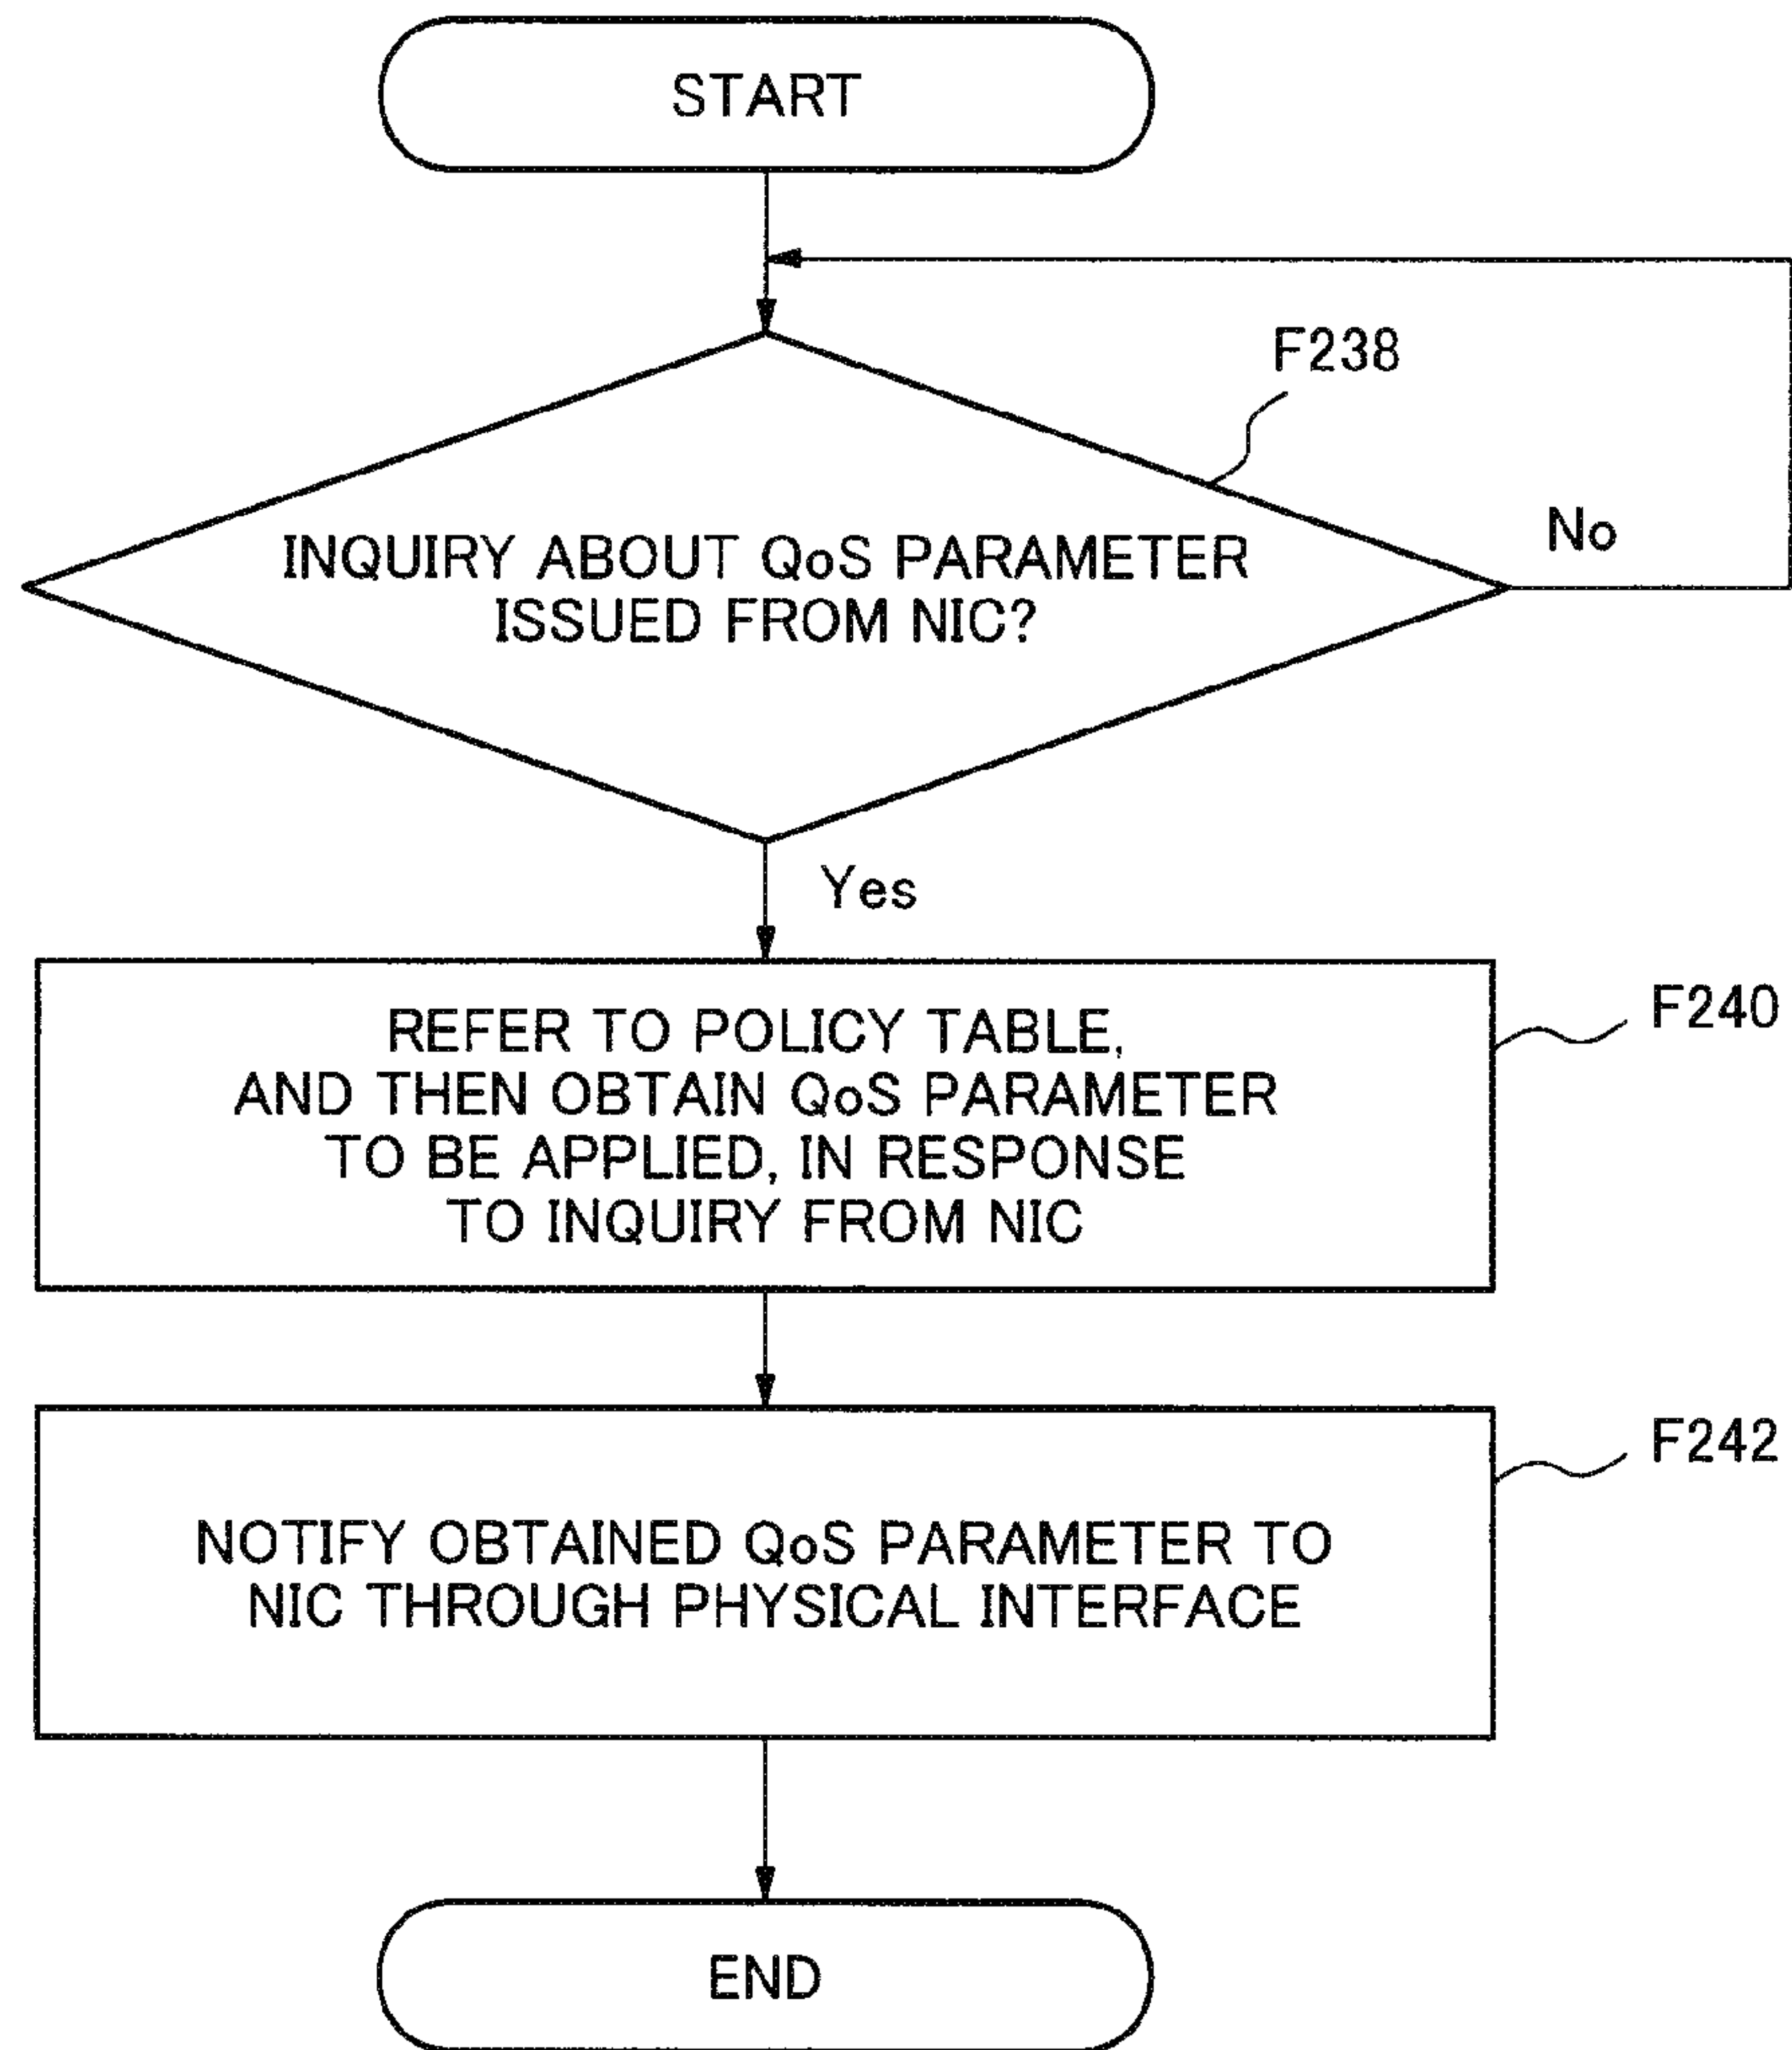 START
F238
INQUIRY ABOUT QoS PARAMETER
ISSUED FROM NIC?
No
Yes
REFER TO POLICY TABLE,
AND THEN OBTAIN QoS PARAMETER
TO BE APPLIED, IN RESPONSE
TO INQUIRY FROM NIC
F240
NOTIFY OBTAINED QoS PARAMETER TO
NIC THROUGH PHYSICAL INTERFACE
F242
END